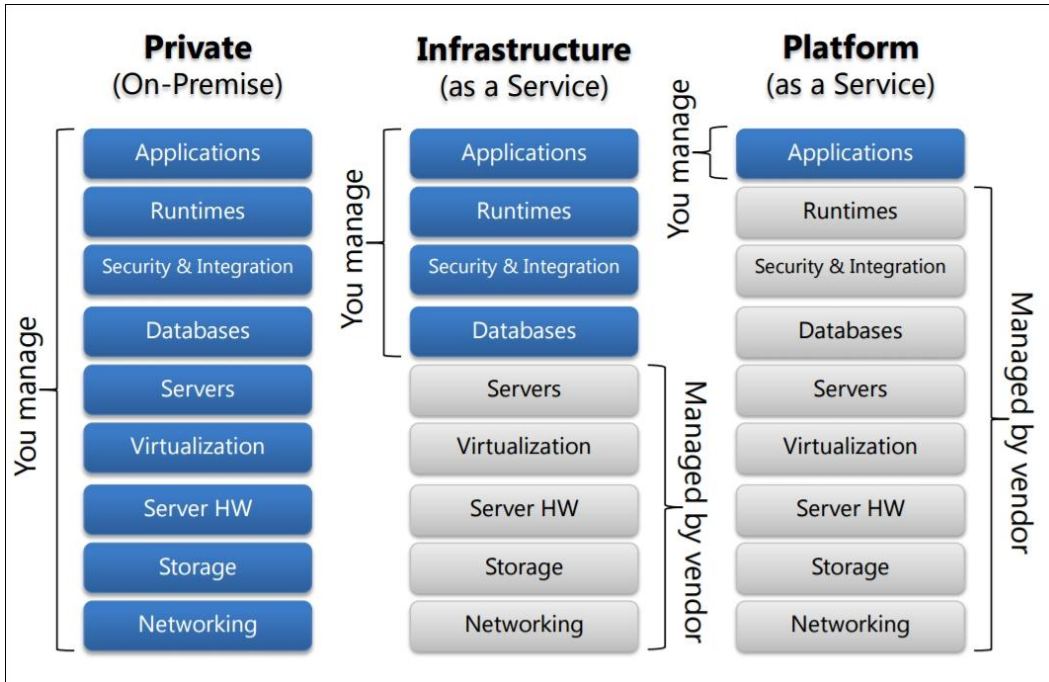 Private
(On-Premise)
You manage
Applications
Runtimes
Security & Integration
Databases
Servers
Virtualization
Server HW
Storage
Networking
Infrastructure
(as a Service)
You manage
Applications
Runtimes
Security & Integration
Databases
Servers
Virtualization
Server HW
Storage
Networking
Managed by vendor
Platform
(as a Service)
You manage
Applications
Runtimes
Security & Integration
Databases
Servers
Virtualization
Server HW
Storage
Networking
Managed by vendor